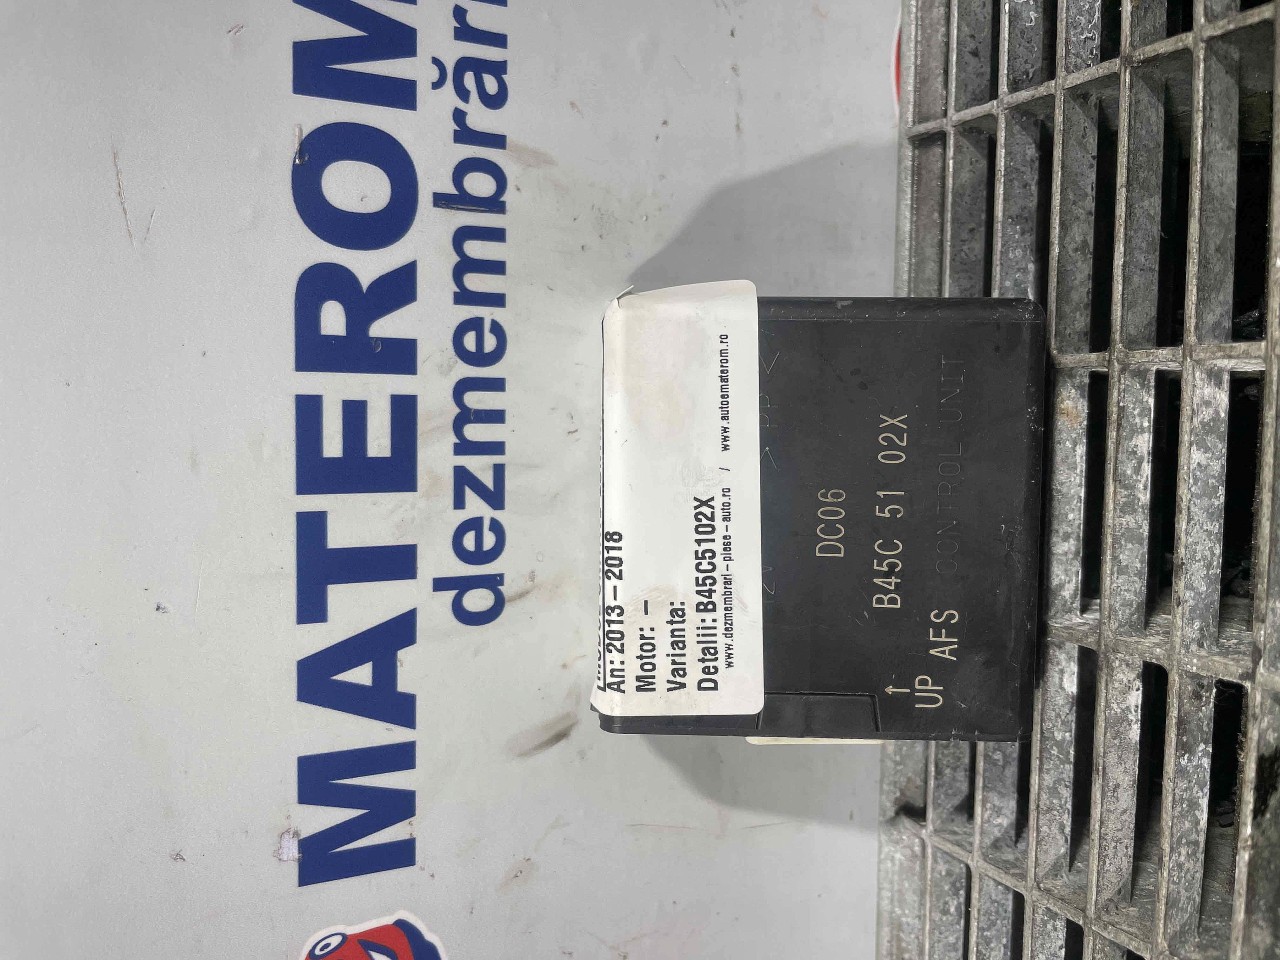 MATEROM
dezmembrări
An: 2013-2018
Motor: -
Varianta:
Detalii: B45C5102X
www.dezmembrari-piese-auto.ro / www.autoematerom.ro
DC06
B45C 51 02X
↑
UP AFS CONTROL UNIT